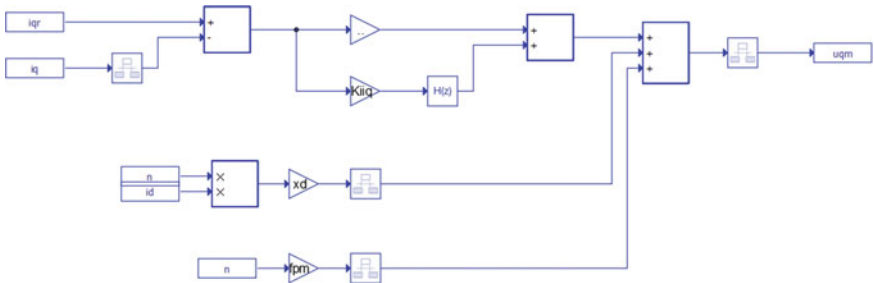 iqr
+
-
iq
..
Kiiq
H(z)
+
+
+
+
+
uqm
n
id
×
×
xd
n
fpm